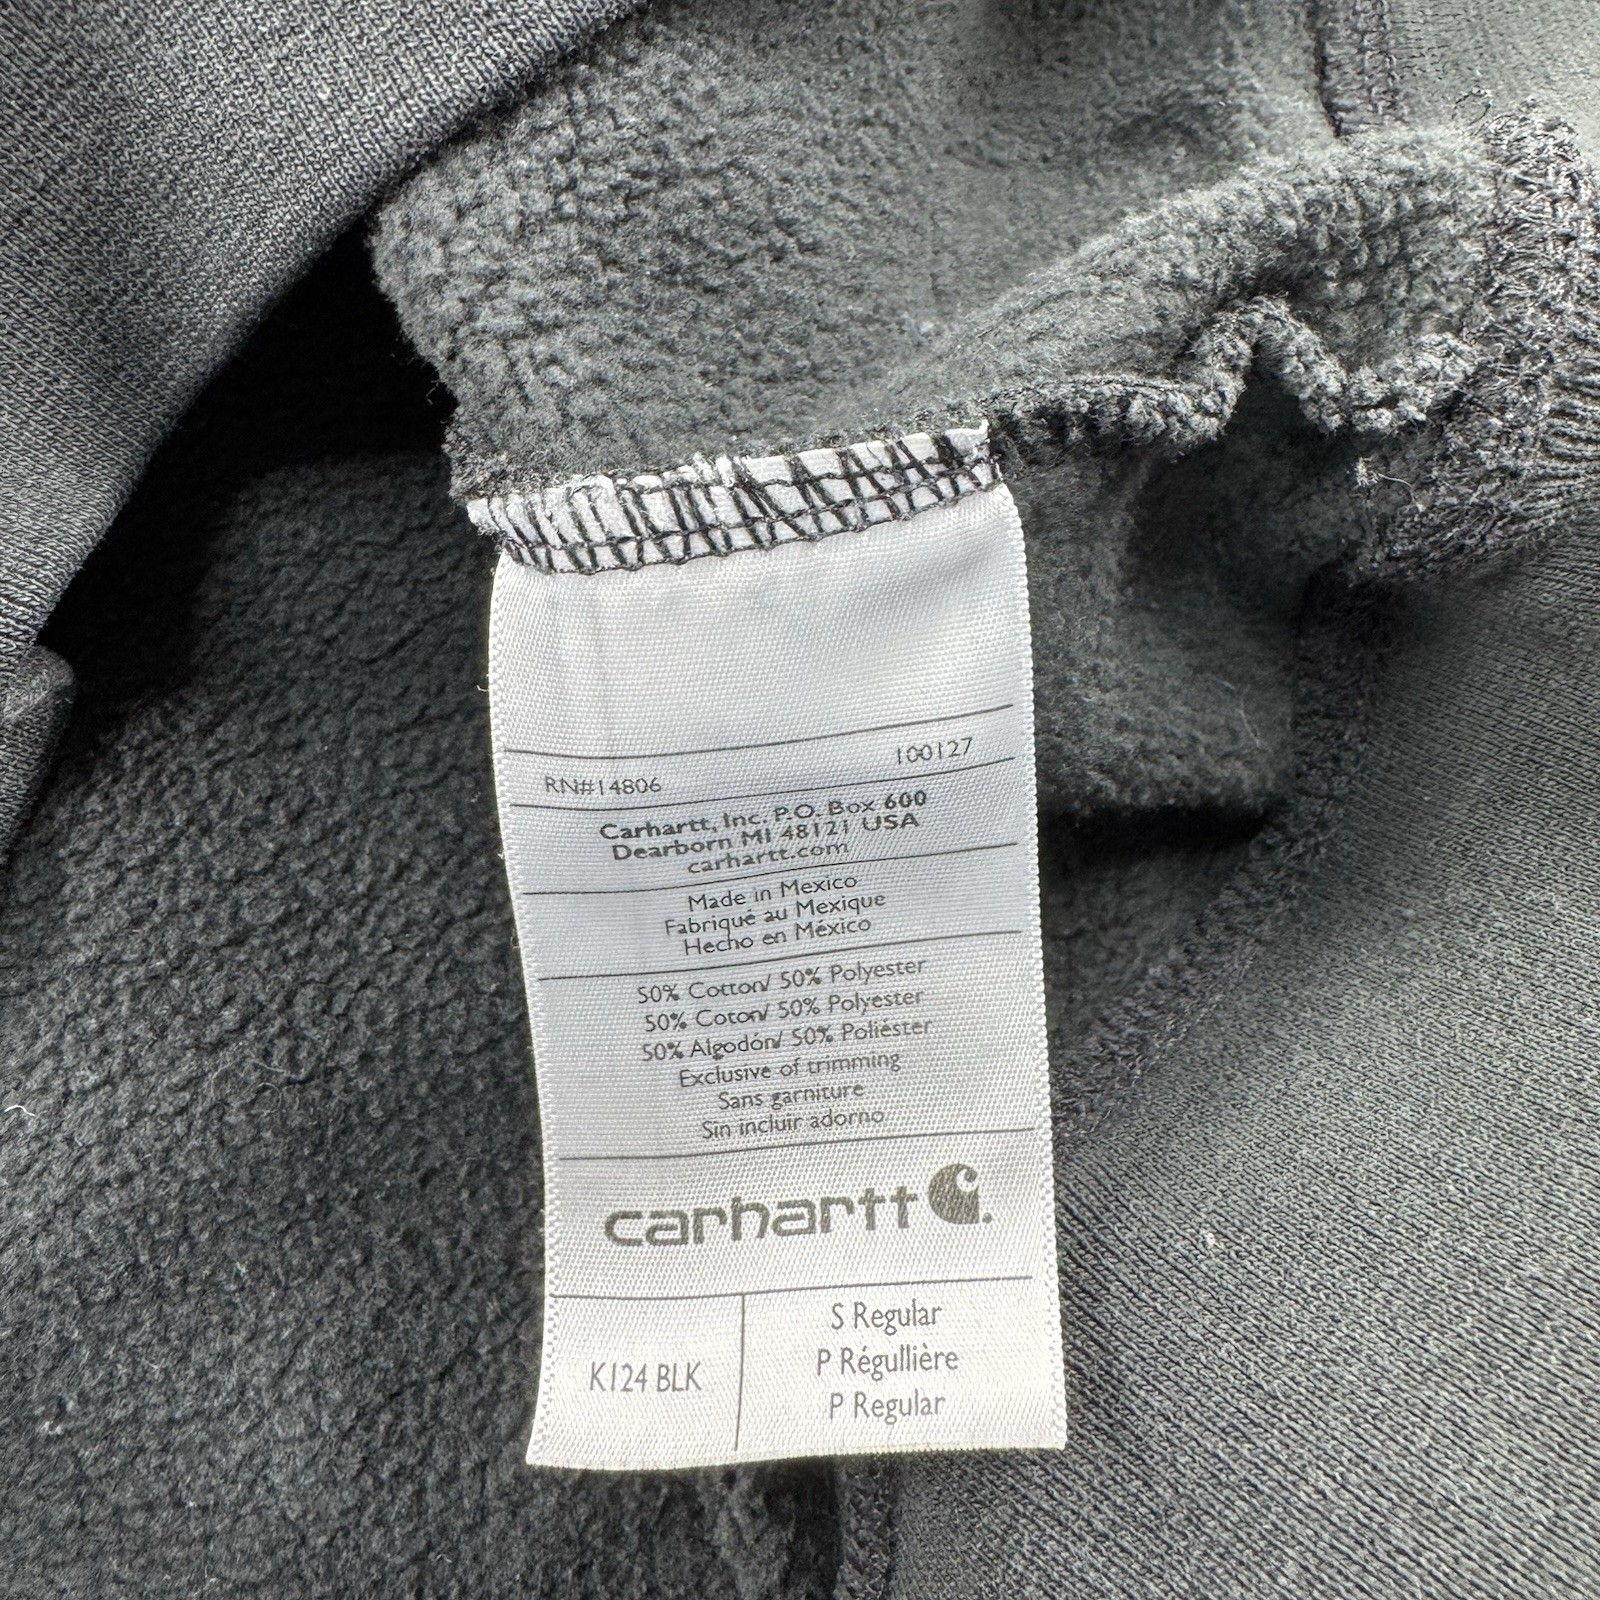 RN#14806 100127
Carhartt, Inc. P.O. Box 600
Dearborn MI 48121 USA
carhartt.com
Made in Mexico
Fabriqué au Mexique
Hecho en México
50% Cotton/ 50% Polyester
50% Coton/ 50% Polyester
50% Algodón/ 50% Poliéster
Exclusive of trimming
Sans garniture
Sin incluir adorno
carhartt
K124 BLK
S Regular
P Régullière
P Regular